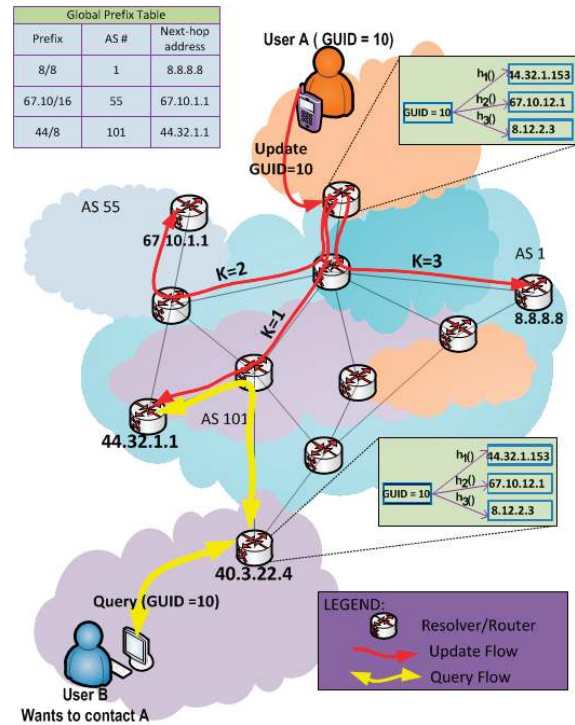 Global Prefix Table
Prefix AS # Next-hop address
8/8 1 8.8.8.8
67.10/16 55 67.10.1.1
44/8 101 44.32.1.1
User A ( GUID = 10)
Update
GUID=10
GUID = 10
h1()
h2()
h3()
44.32.1.153
67.10.12.1
8.12.2.3
AS 55
67.10.1.1
K=2
K=3
K=1
AS 1
8.8.8.8
AS 101
44.32.1.1
GUID = 10
h1()
h2()
h3()
44.32.1.153
67.10.12.1
8.12.2.3
40.3.22.4
Query (GUID =10)
User B
Wants to contact A
LEGEND:
Resolver/Router
Update Flow
Query Flow